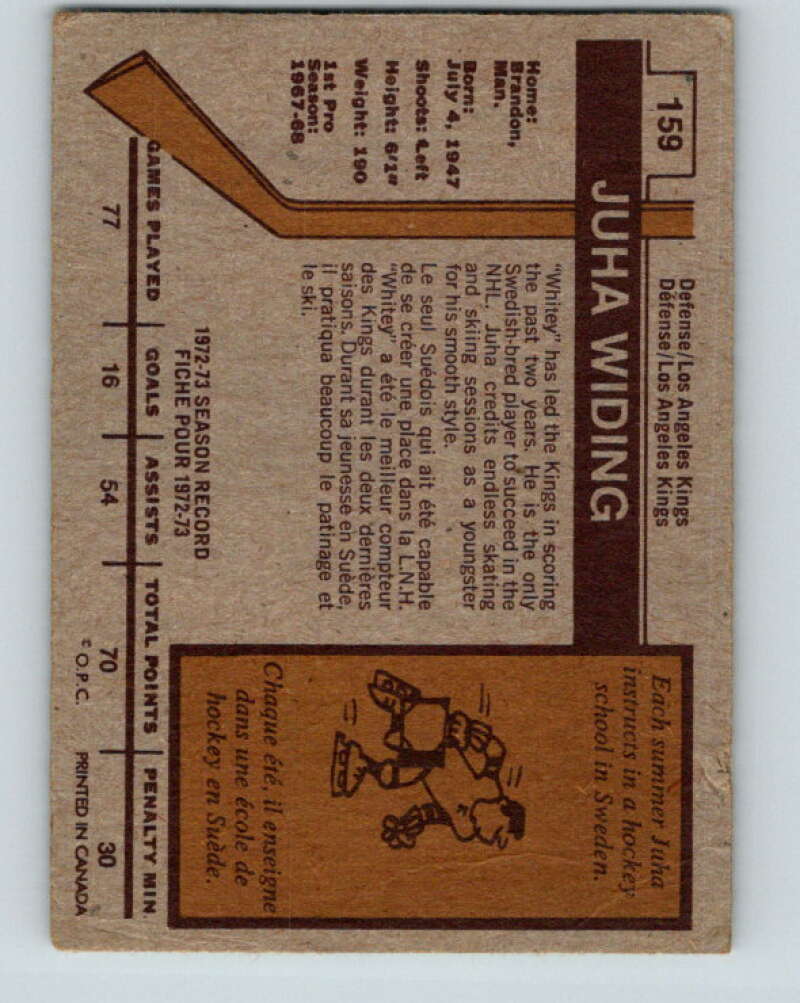 159
Defense/Los Angeles Kings
Défense/Los Angeles Kings
JUHA WIDING
Home:
Brandon,
Man.
Born:
July 4, 1947
Shoots: Left
Height: 6'1"
Weight: 190
1st Pro
Season:
1967-68
"Whitey" has led the Kings in scoring
the past two years. He is the only
Swedish-bred player to succeed in the
NHL. Juha credits endless skating
and skiing sessions as a youngster
for his smooth style.
Le seul Suédois qui ait été capable
de se créer une place dans la L.N.H.
"Whitey" a été le meilleur compteur
des Kings durant les deux dernières
saisons. Durant sa jeunesse en Suède,
il pratiqua beaucoup le patinage et
le ski.
Each summer Juha
instructs in a hockey
school in Sweden.
Chaque été, il enseigne
dans une école de
hockey en Suède.
1972-73 SEASON RECORD
FICHE POUR 1972-73
GAMES PLAYED GOALS ASSISTS TOTAL POINTS PENALTY MIN
77 16 54 70 30
© O.P.C. PRINTED IN CANADA